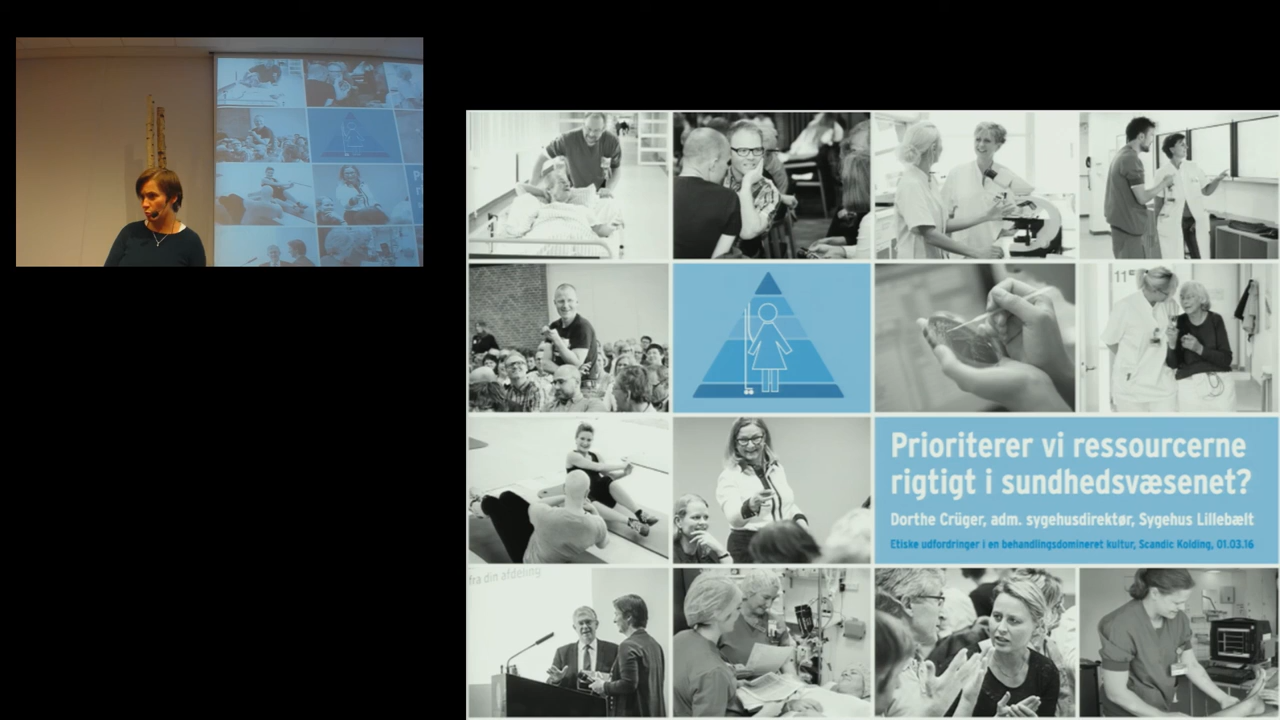 11
Prioriterer vi ressourcerne
rigtigt i sundhedsvæsenet?
Dorthe Crüger, adm. sygehusdirektør, Sygehus Lillebælt
Etiske udfordringer i en behandlingsdomineret kultur, Scandic Kolding, 01.03.16
fra din afdeling